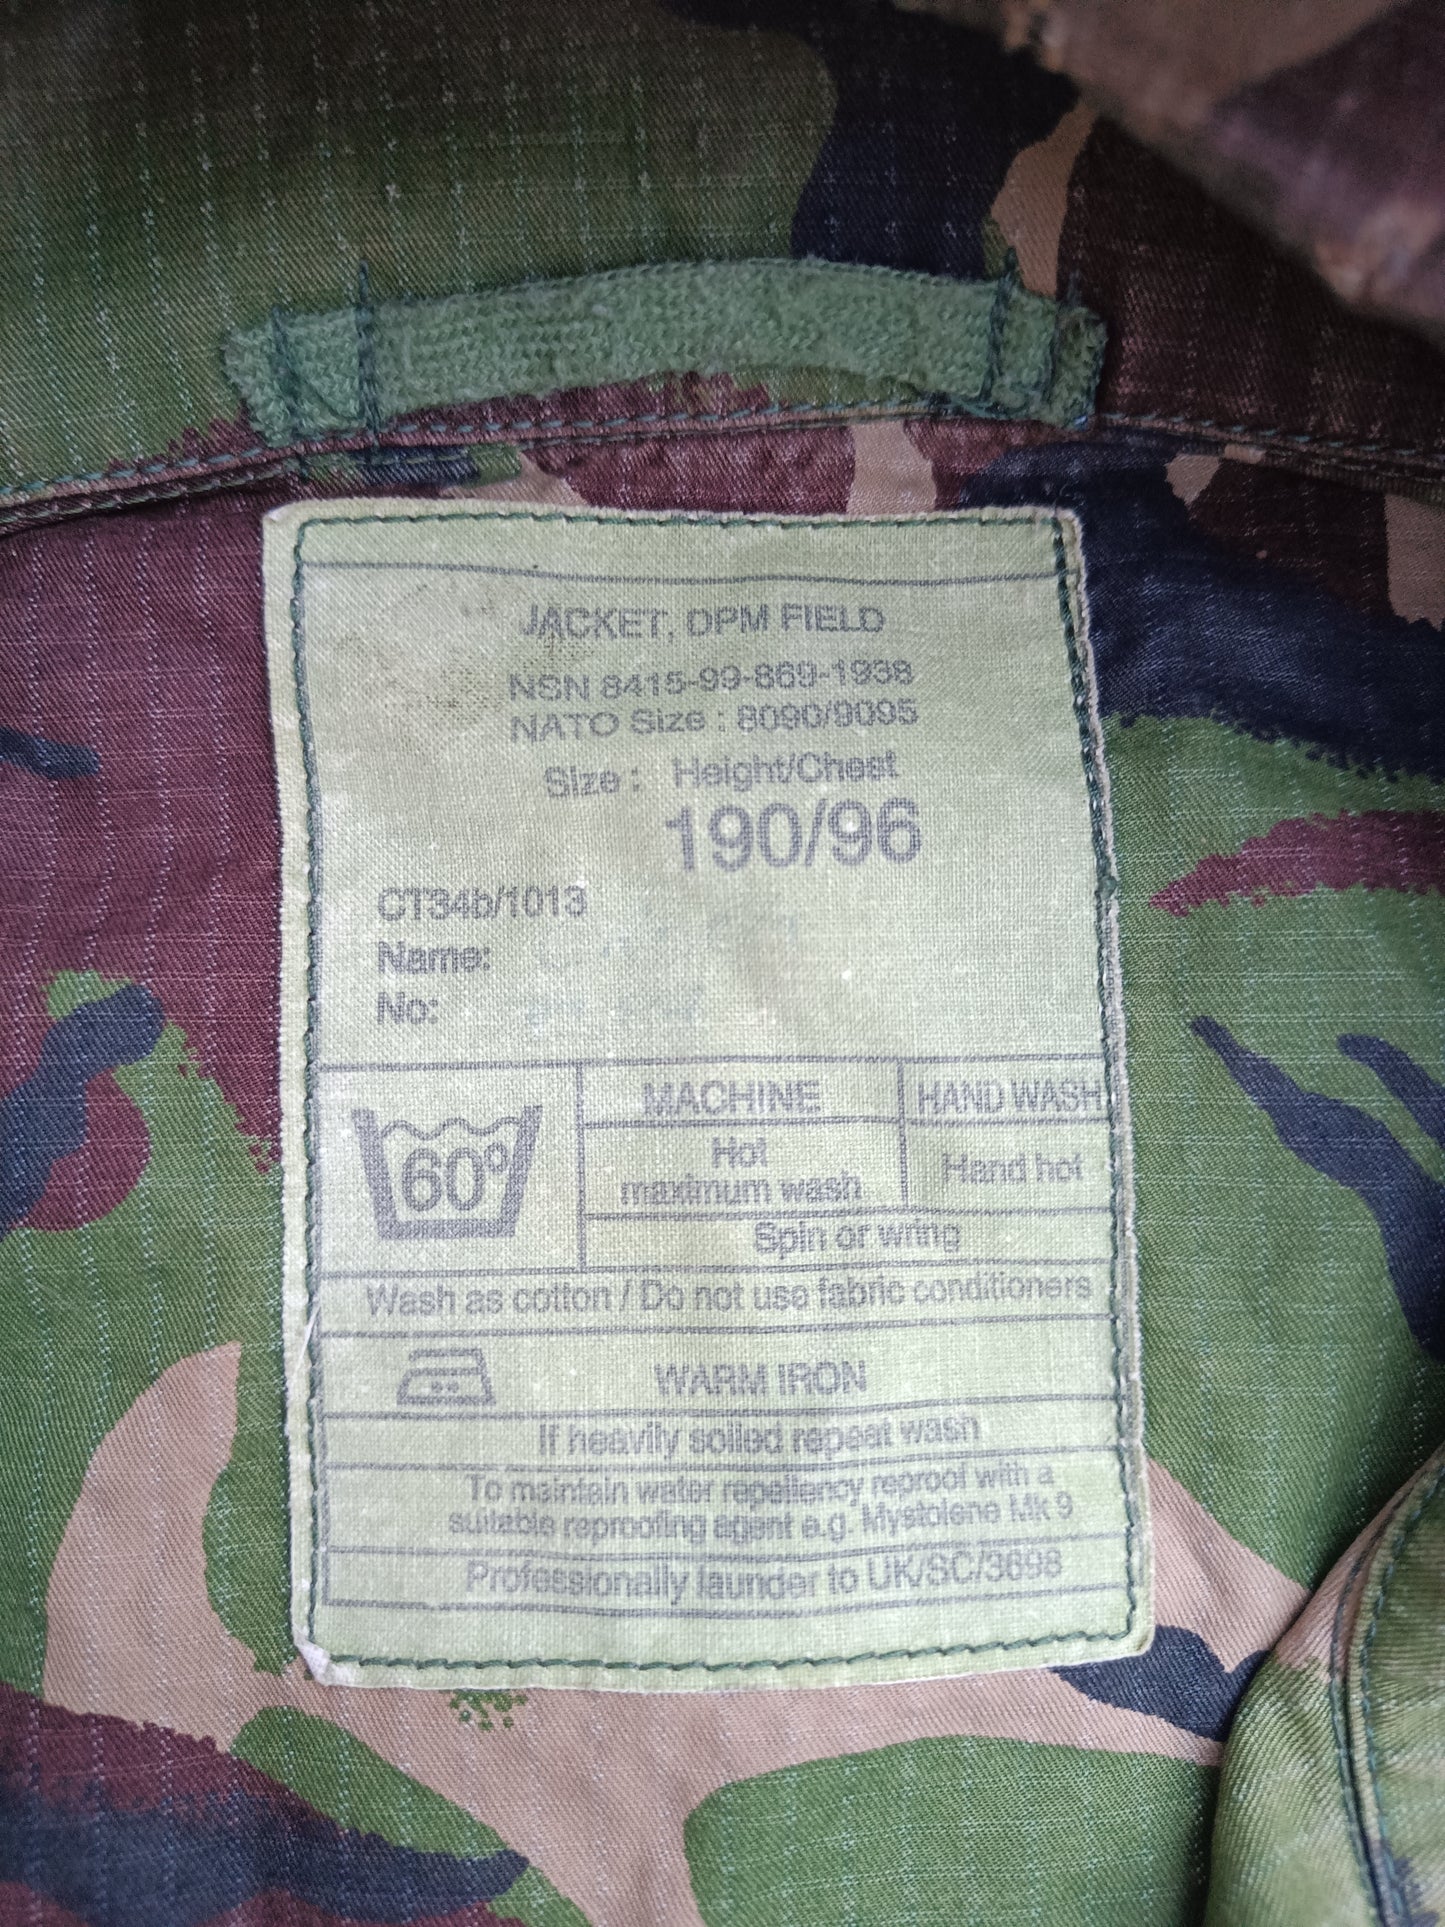 JACKET, DPM FIELD
NSN 8415-99-869-1938
NATO Size : 8090/9095
Size : Height/Chest
190/96
CT34b/1013
Name:
No:
60º
MACHINE HAND WASH
Hot Hand hot
maximum wash
Spin or wring
Wash as cotton / Do not use fabric conditioners
WARM IRON
If heavily soiled repeat wash
To maintain water repellency reproof with a
suitable reproofing agent e.g. Mystolene Mk 9
Professionally launder to UK/SC/3698